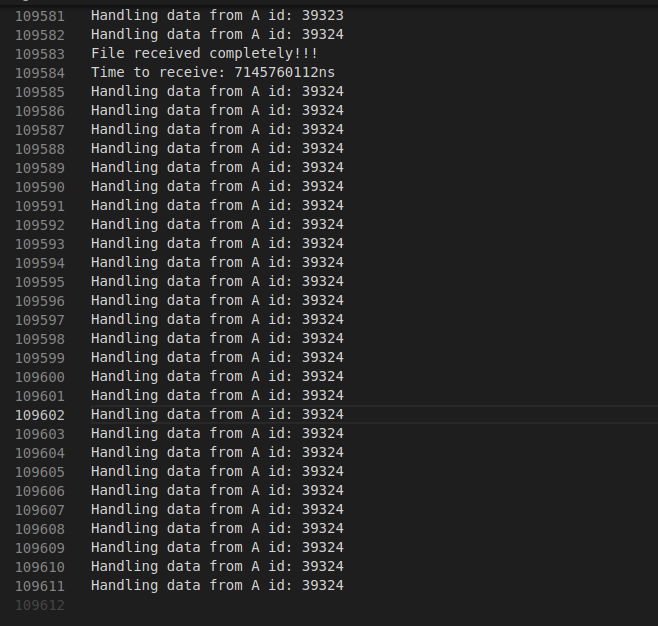 109581 Handling data from A id: 39323
109582 Handling data from A id: 39324
109583 File received completely!!!
109584 Time to receive: 7145760112ns
109585 Handling data from A id: 39324
109586 Handling data from A id: 39324
109587 Handling data from A id: 39324
109588 Handling data from A id: 39324
109589 Handling data from A id: 39324
109590 Handling data from A id: 39324
109591 Handling data from A id: 39324
109592 Handling data from A id: 39324
109593 Handling data from A id: 39324
109594 Handling data from A id: 39324
109595 Handling data from A id: 39324
109596 Handling data from A id: 39324
109597 Handling data from A id: 39324
109598 Handling data from A id: 39324
109599 Handling data from A id: 39324
109600 Handling data from A id: 39324
109601 Handling data from A id: 39324
109602 Handling data from A id: 39324
109603 Handling data from A id: 39324
109604 Handling data from A id: 39324
109605 Handling data from A id: 39324
109606 Handling data from A id: 39324
109607 Handling data from A id: 39324
109608 Handling data from A id: 39324
109609 Handling data from A id: 39324
109610 Handling data from A id: 39324
109611 Handling data from A id: 39324
109612